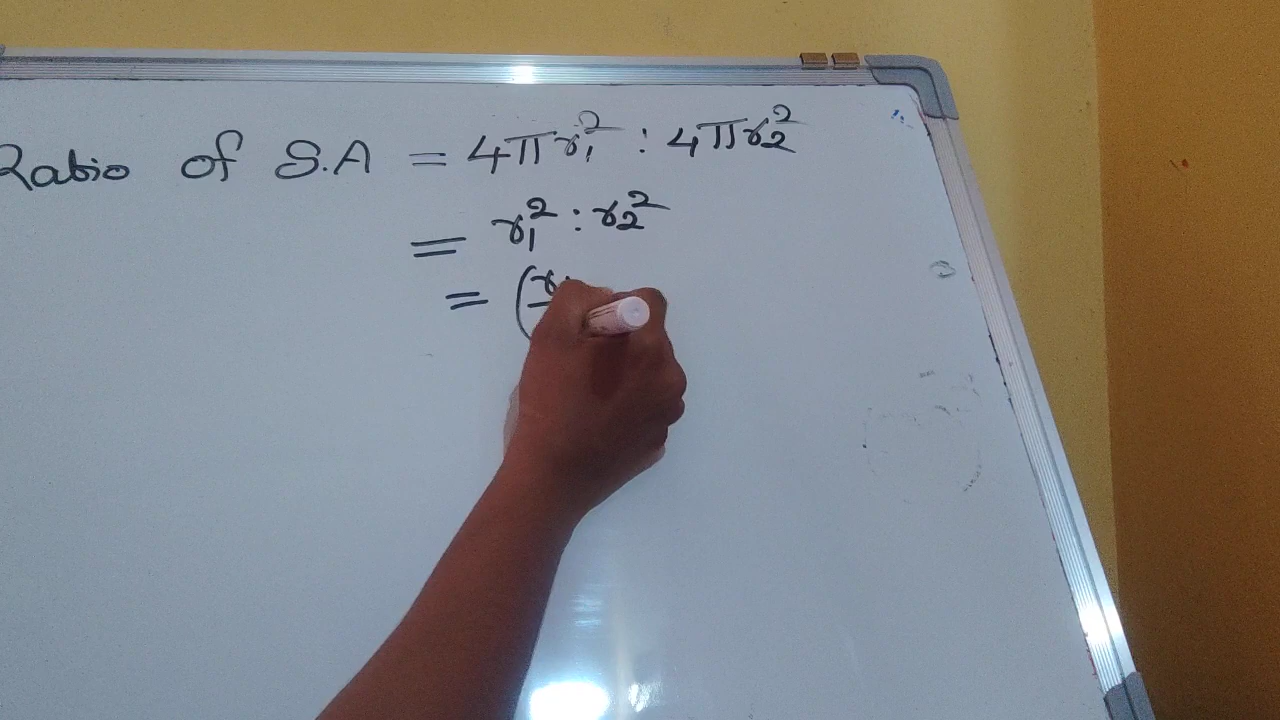 Ratio of S.A = 4πr₁² : 4πr₂²
= r₁² : r₂²
= (r